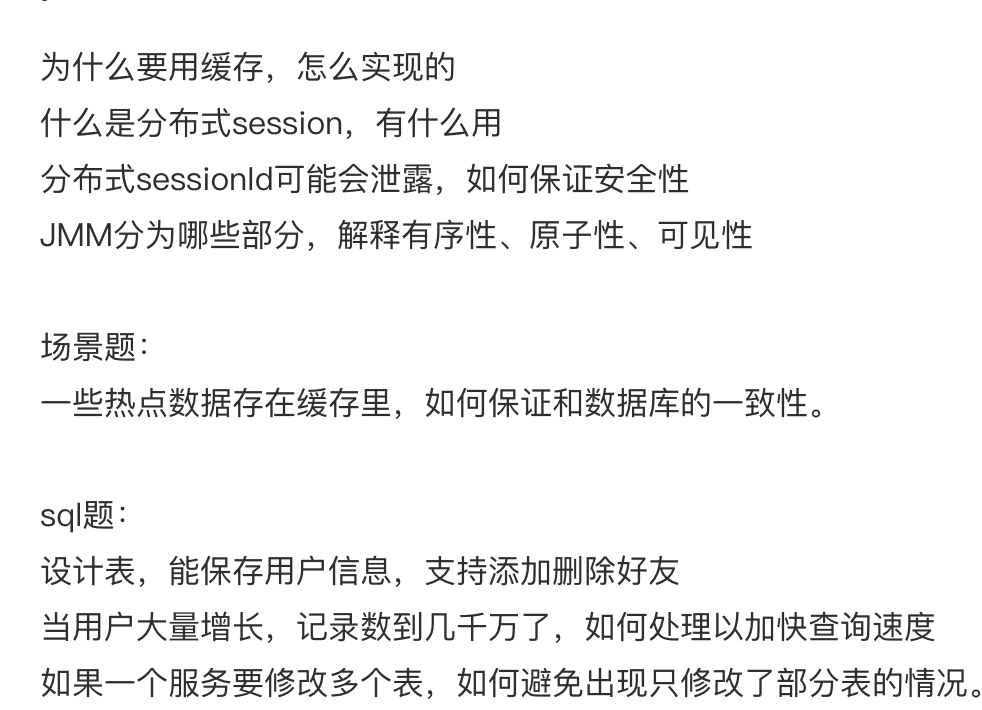 为什么要用缓存，怎么实现的
什么是分布式session，有什么用
分布式sessionId可能会泄露，如何保证安全性
JMM分为哪些部分，解释有序性、原子性、可见性
场景题：
一些热点数据存在缓存里，如何保证和数据库的一致性。
sql题：
设计表，能保存用户信息，支持添加删除好友
当用户大量增长，记录数到几千万了，如何处理以加快查询速度
如果一个服务要修改多个表，如何避免出现只修改了部分表的情况。